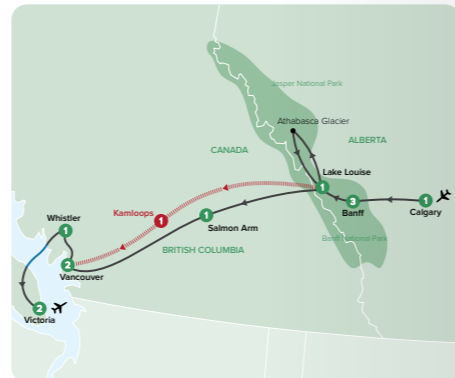 Jasper National Park
Athabasca Glacier
CANADA
ALBERTA
Lake Louise
1
Kamloops
1
3
1
Banff
Calgary
Whistler
1
1
Salmon Arm
Banff National Park
BRITISH COLUMBIA
2
Vancouver
2
Victoria